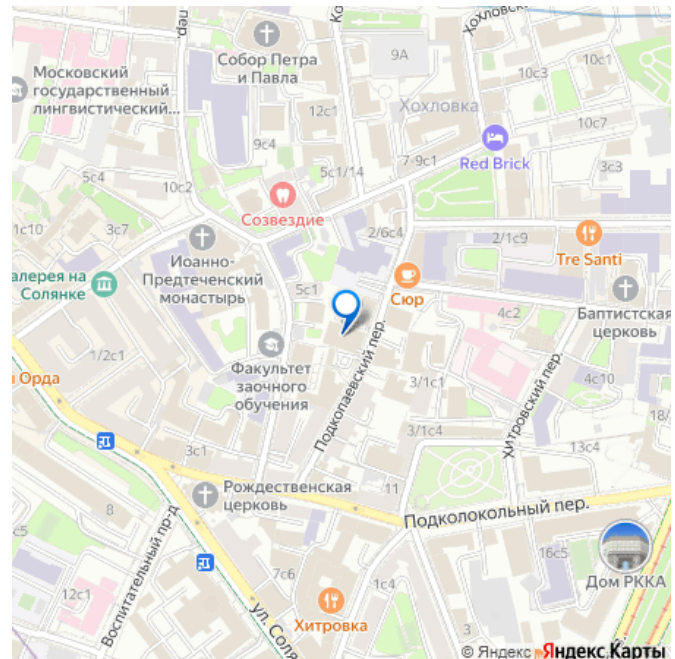 пер.
Ко
Собор Петра
и Павла
9А
Хохловский
10с1
10с3
Московский
государственный
лингвистический...
12с1
Хохловка
10с7
9с4
Red Brick
3с3
7-9с1
5с4
5с1/14
10с2
Созвездие
1с10
3с7
2/6с4
2/1с9
Tre Santi
Иоанно-
Предтеченский
монастырь
алерея на
Солянке
5с1
Сюр
4с2
Баптистская
церковь
1/2с1
Факультет
заочного
обучения
Подкопаевский пер.
Хитровский пер.
3/1с1
4с10
и Орда
18/
3/1с4
13с4
3с1
Рождественская
церковь
11
Подколокольный пер.
8
с5
Воспитательный пр-д
16с5
7с6
1с4
Дом РККА
ул. Соля
Хитровка
© Яндекс
Яндекс Карты